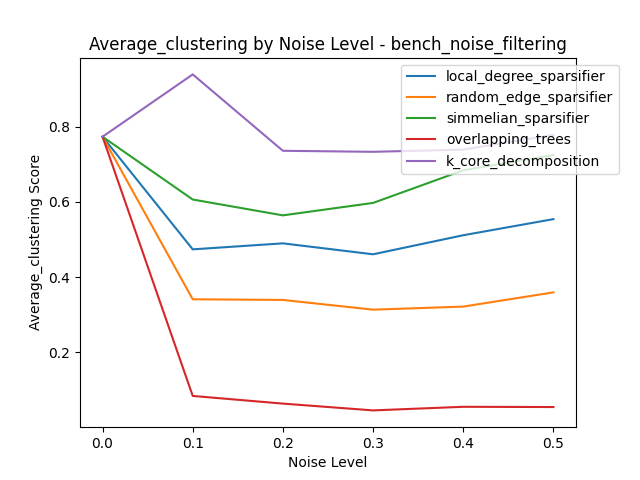 Average_clustering by Noise Level - bench_noise_filtering
local_degree_sparsifier
random_edge_sparsifier
simmelian_sparsifier
overlapping_trees
k_core_decomposition
Average_clustering Score
0.8
0.6
0.4
0.2
0.0 0.1 0.2 0.3 0.4 0.5
Noise Level